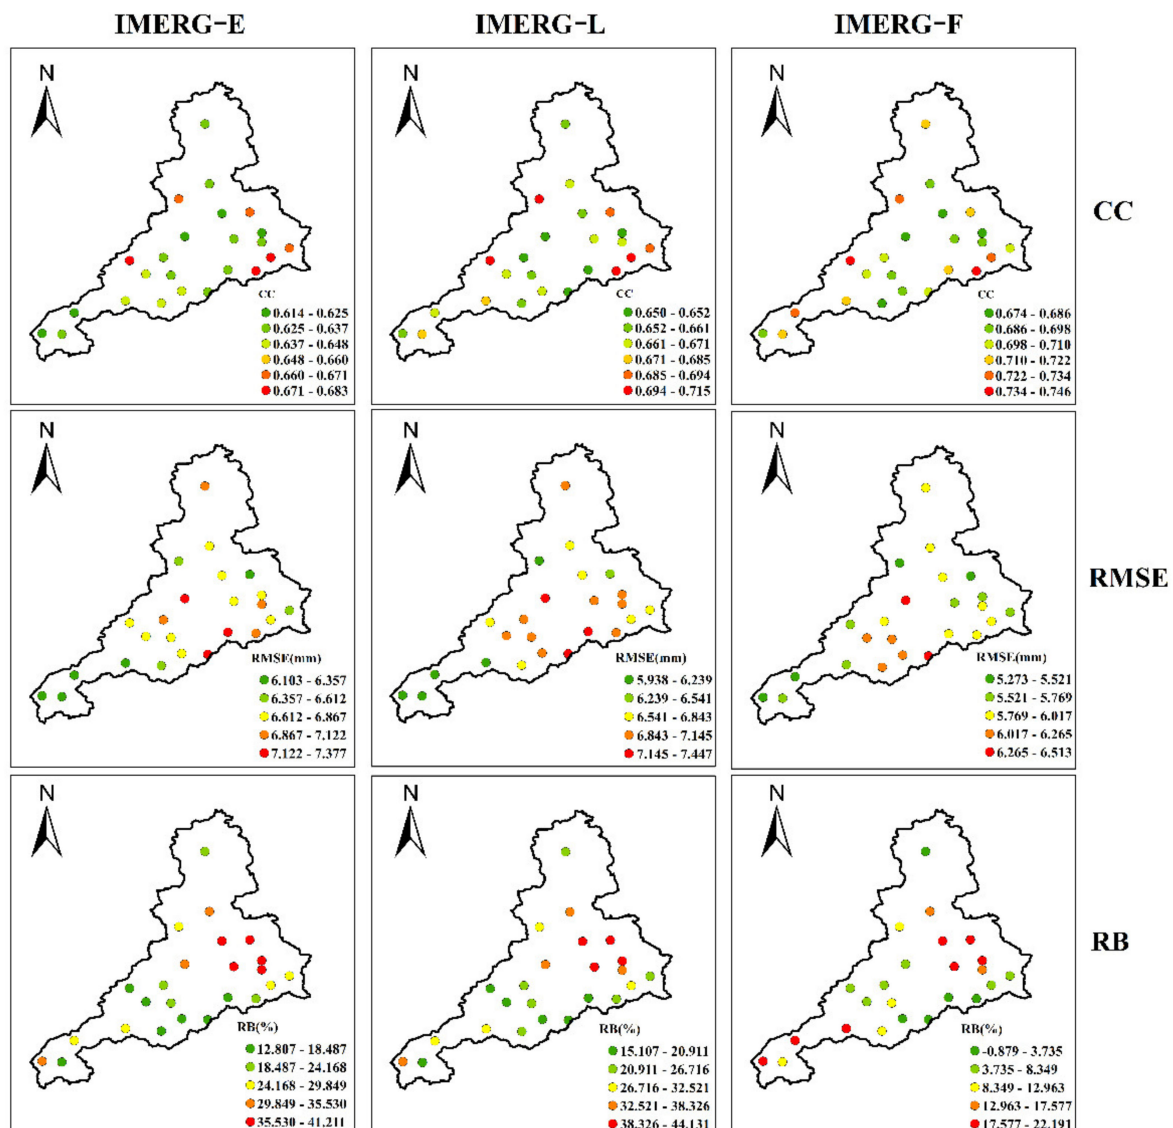 IMERG-E
IMERG-L
IMERG-F
N
CC
0.614 - 0.625
0.625 - 0.637
0.637 - 0.648
0.648 - 0.660
0.660 - 0.671
0.671 - 0.683
N
CC
0.650 - 0.652
0.652 - 0.661
0.661 - 0.671
0.671 - 0.685
0.685 - 0.694
0.694 - 0.715
N
CC
0.674 - 0.686
0.686 - 0.698
0.698 - 0.710
0.710 - 0.722
0.722 - 0.734
0.734 - 0.746
CC
N
RMSE(mm)
6.103 - 6.357
6.357 - 6.612
6.612 - 6.867
6.867 - 7.122
7.122 - 7.377
N
RMSE(mm)
5.938 - 6.239
6.239 - 6.541
6.541 - 6.843
6.843 - 7.145
7.145 - 7.447
N
RMSE(mm)
5.273 - 5.521
5.521 - 5.769
5.769 - 6.017
6.017 - 6.265
6.265 - 6.513
RMSE
N
RB(%)
12.807 - 18.487
18.487 - 24.168
24.168 - 29.849
29.849 - 35.530
35.530 - 41.211
N
RB(%)
15.107 - 20.911
20.911 - 26.716
26.716 - 32.521
32.521 - 38.326
38.326 - 44.131
N
RB(%)
-0.879 - 3.735
3.735 - 8.349
8.349 - 12.963
12.963 - 17.577
17.577 - 22.191
RB